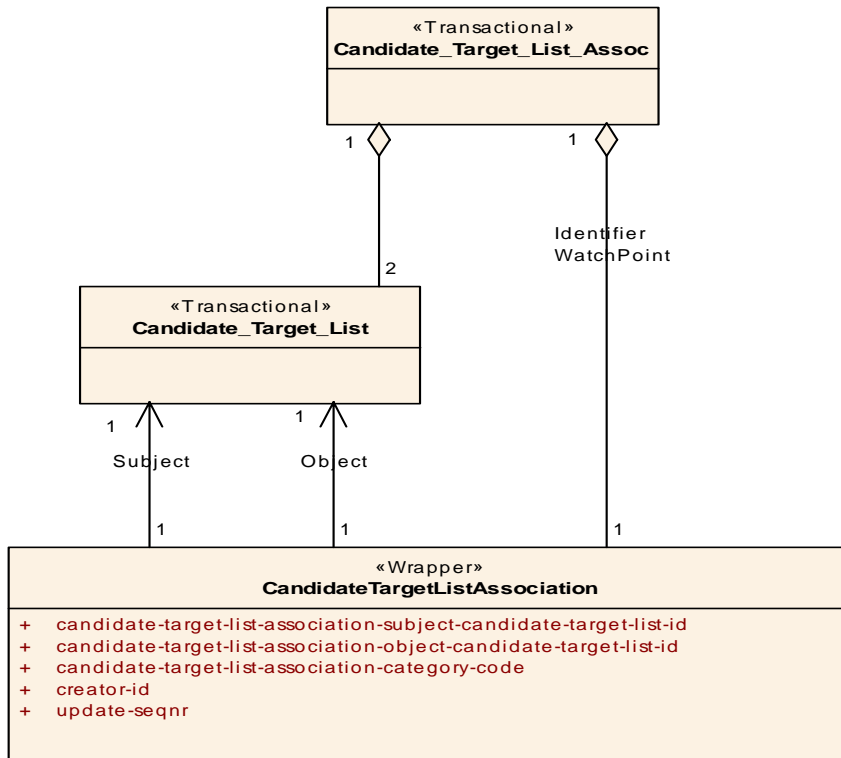 «Transactional»
Candidate_Target_List_Assoc
1
1
Identifier
WatchPoint
2
«Transactional»
Candidate_Target_List
1
1
Subject
Object
1
1
1
«Wrapper»
CandidateTargetListAssociation
+ candidate-target-list-association-subject-candidate-target-list-id
+ candidate-target-list-association-object-candidate-target-list-id
+ candidate-target-list-association-category-code
+ creator-id
+ update-seqnr